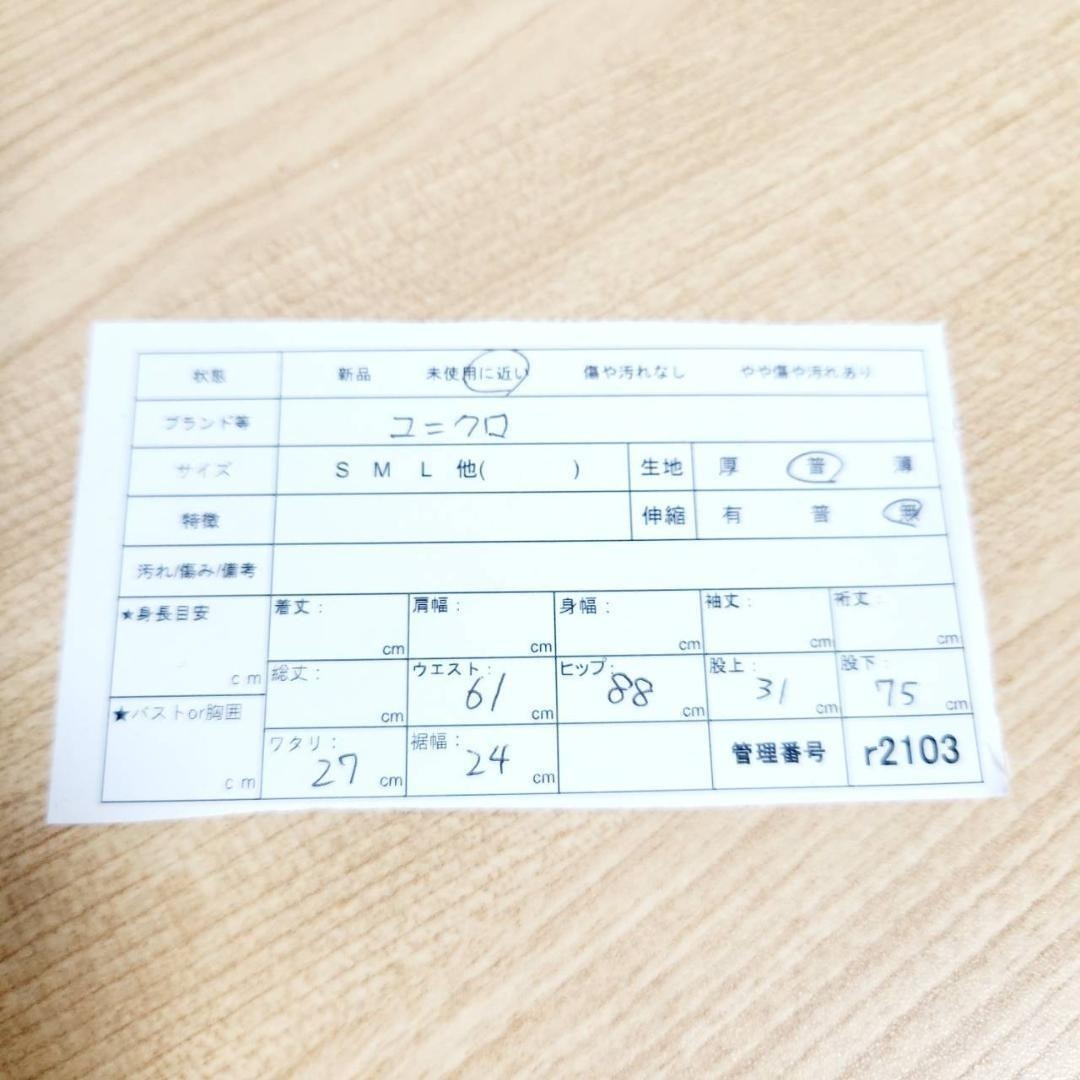 状態 新品 未使用に近い 傷や汚れなし やや傷や汚れあり
ブランド等 ユニクロ
サイズ S M L 他( ) 生地 厚 普 薄
特徴 伸縮 有 普 無
汚れ/傷み/備考
★身長目安 cm 着丈: cm 肩幅: cm 身幅: cm 袖丈: cm 裄丈: cm
総丈: cm ウエスト: 61 cm ヒップ: 88 cm 股上: 31 cm 股下: 75 cm
★バストor胸囲 cm ワタリ: 27 cm 裾幅: 24 cm 管理番号 r2103